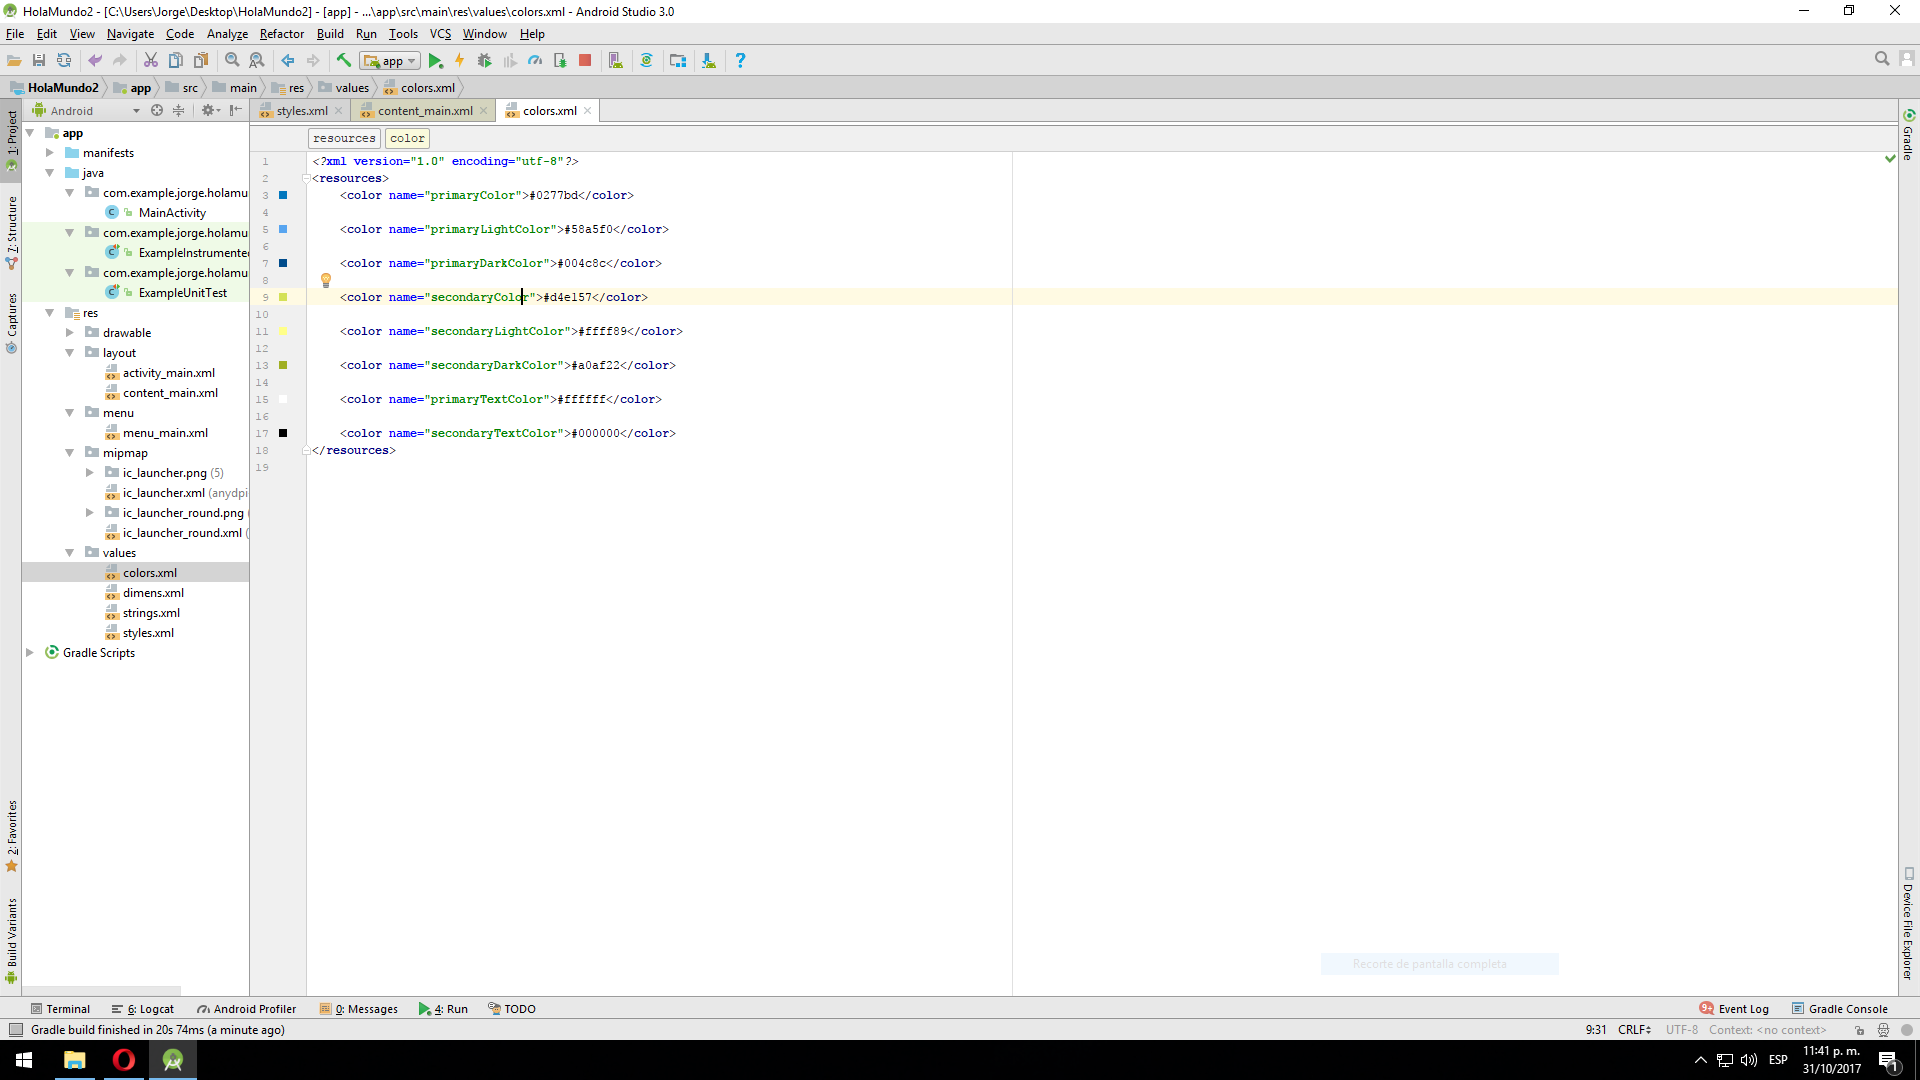 HolaMundo2 - [C:\Users\Jorge\Desktop\HolaMundo2] - [app] - ...\app\src\main\res\values\colors.xml - Android Studio 3.0
File Edit View Navigate Code Analyze Refactor Build Run Tools VCS Window Help
app
HolaMundo2 app src main res values colors.xml
Android
styles.xml content_main.xml colors.xml
resources color
1: Project
7: Structure
Captures
2: Favorites
Build Variants
app
manifests
java
com.example.jorge.holamu
MainActivity
com.example.jorge.holamu
ExampleInstrumente
com.example.jorge.holamu
ExampleUnitTest
res
drawable
layout
activity_main.xml
content_main.xml
menu
menu_main.xml
mipmap
ic_launcher.png (5)
ic_launcher.xml (anydpi
ic_launcher_round.png (
ic_launcher_round.xml (
values
colors.xml
dimens.xml
strings.xml
styles.xml
Gradle Scripts
1 <?xml version="1.0" encoding="utf-8"?>
2 <resources>
3 <color name="primaryColor">#0277bd</color>
4
5 <color name="primaryLightColor">#58a5f0</color>
6
7 <color name="primaryDarkColor">#004c8c</color>
8
9 <color name="secondaryColor">#d4e157</color>
10
11 <color name="secondaryLightColor">#ffff89</color>
12
13 <color name="secondaryDarkColor">#a0af22</color>
14
15 <color name="primaryTextColor">#ffffff</color>
16
17 <color name="secondaryTextColor">#000000</color>
18 </resources>
19
Gradle
Device File Explorer
Recorte de pantalla completa
Terminal 6: Logcat Android Profiler 0: Messages 4: Run TODO 9+ Event Log Gradle Console
Gradle build finished in 20s 74ms (a minute ago) 9:31 CRLF UTF-8 Context: <no context>
ESP 11:41 p. m.
31/10/2017
1